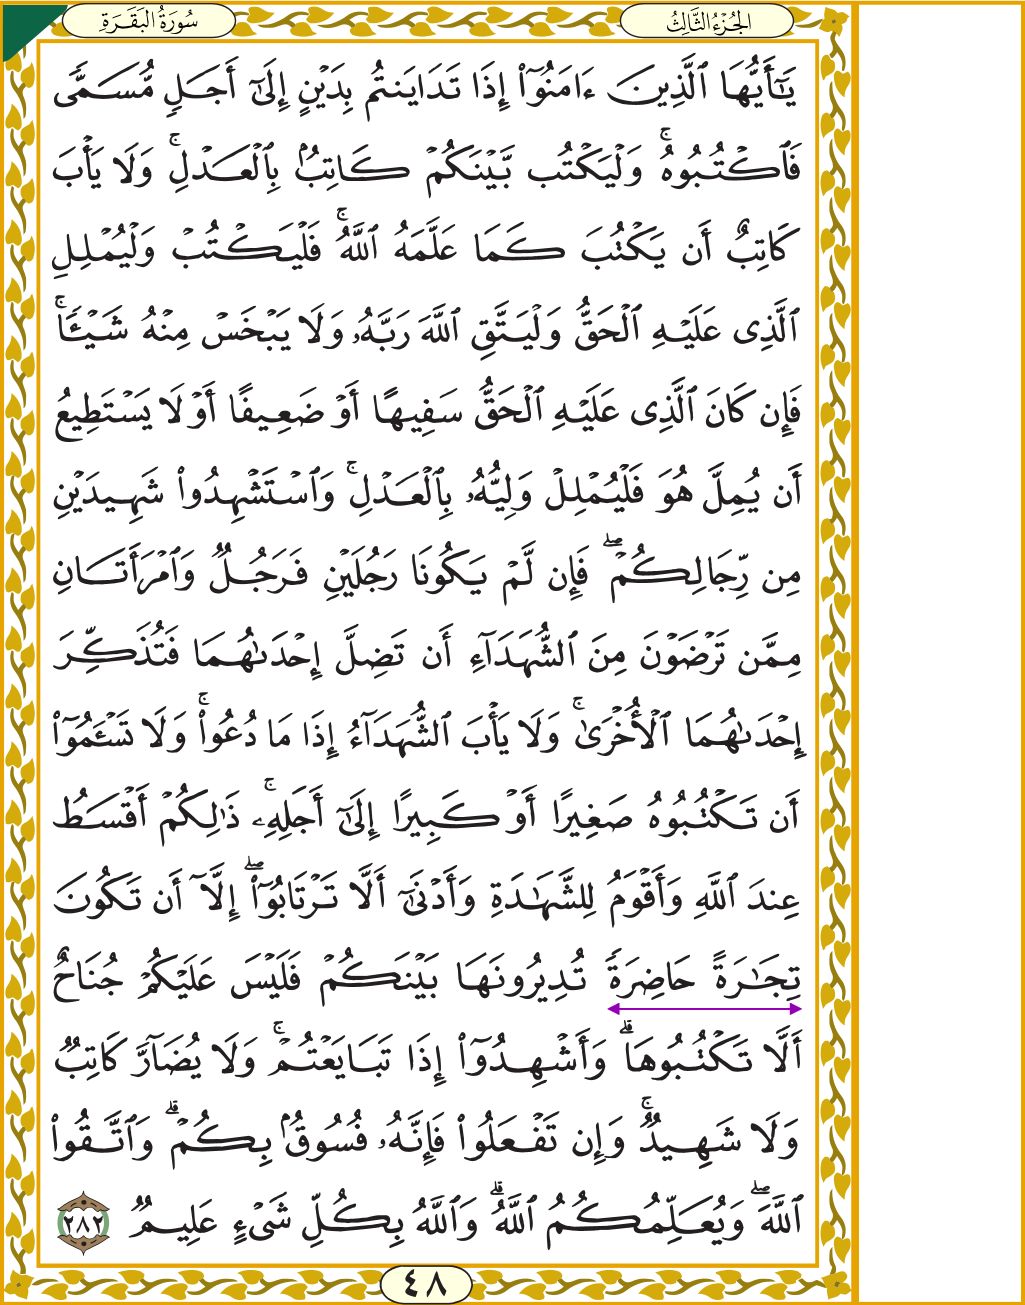 سُورَةُ البَقَرَةِ
الجُزْءُ الثَّالِثُ
يَـٰٓأَيُّهَا ٱلَّذِينَ ءَامَنُوٓا۟ إِذَا تَدَايَنتُم بِدَيْنٍ إِلَىٰٓ أَجَلٍ مُّسَمًّى
فَٱكْتُبُوهُ ۚ وَلْيَكْتُب بَّيْنَكُمْ كَاتِبٌۢ بِٱلْعَدْلِ ۚ وَلَا يَأْبَ
كَاتِبٌ أَن يَكْتُبَ كَمَا عَلَّمَهُ ٱللَّهُ ۚ فَلْيَكْتُبْ وَلْيُمْلِلِ
ٱلَّذِى عَلَيْهِ ٱلْحَقُّ وَلْيَتَّقِ ٱللَّهَ رَبَّهُۥ وَلَا يَبْخَسْ مِنْهُ شَيْـًٔا ۚ
فَإِن كَانَ ٱلَّذِى عَلَيْهِ ٱلْحَقُّ سَفِيهًا أَوْ ضَعِيفًا أَوْ لَا يَسْتَطِيعُ
أَن يُمِلَّ هُوَ فَلْيُمْلِلْ وَلِيُّهُۥ بِٱلْعَدْلِ ۚ وَٱسْتَشْهِدُوا۟ شَهِيدَيْنِ
مِن رِّجَالِكُمْ ۖ فَإِن لَّمْ يَكُونَا رَجُلَيْنِ فَرَجُلٌ وَٱمْرَأَتَانِ
مِمَّن تَرْضَوْنَ مِنَ ٱلشُّهَدَآءِ أَن تَضِلَّ إِحْدَىٰهُمَا فَتُذَكِّرَ
إِحْدَىٰهُمَا ٱلْأُخْرَىٰ ۚ وَلَا يَأْبَ ٱلشُّهَدَآءُ إِذَا مَا دُعُوا۟ ۚ وَلَا تَسْـَٔمُوٓا۟
أَن تَكْتُبُوهُ صَغِيرًا أَوْ كَبِيرًا إِلَىٰٓ أَجَلِهِۦ ۚ ذَٰلِكُمْ أَقْسَطُ
عِندَ ٱللَّهِ وَأَقْوَمُ لِلشَّهَـٰدَةِ وَأَدْنَىٰٓ أَلَّا تَرْتَابُوٓا۟ ۖ إِلَّآ أَن تَكُونَ
تِجَـٰرَةً حَاضِرَةً تُدِيرُونَهَا بَيْنَكُمْ فَلَيْسَ عَلَيْكُمْ جُنَاحٌ
أَلَّا تَكْتُبُوهَا ۗ وَأَشْهِدُوٓا۟ إِذَا تَبَايَعْتُمْ ۚ وَلَا يُضَآرَّ كَاتِبٌ
وَلَا شَهِيدٌ ۚ وَإِن تَفْعَلُوا۟ فَإِنَّهُۥ فُسُوقٌۢ بِكُمْ ۗ وَٱتَّقُوا۟
ٱللَّهَ ۖ وَيُعَلِّمُكُمُ ٱللَّهُ ۗ وَٱللَّهُ بِكُلِّ شَىْءٍ عَلِيمٌ ٢٨٢
٤٨